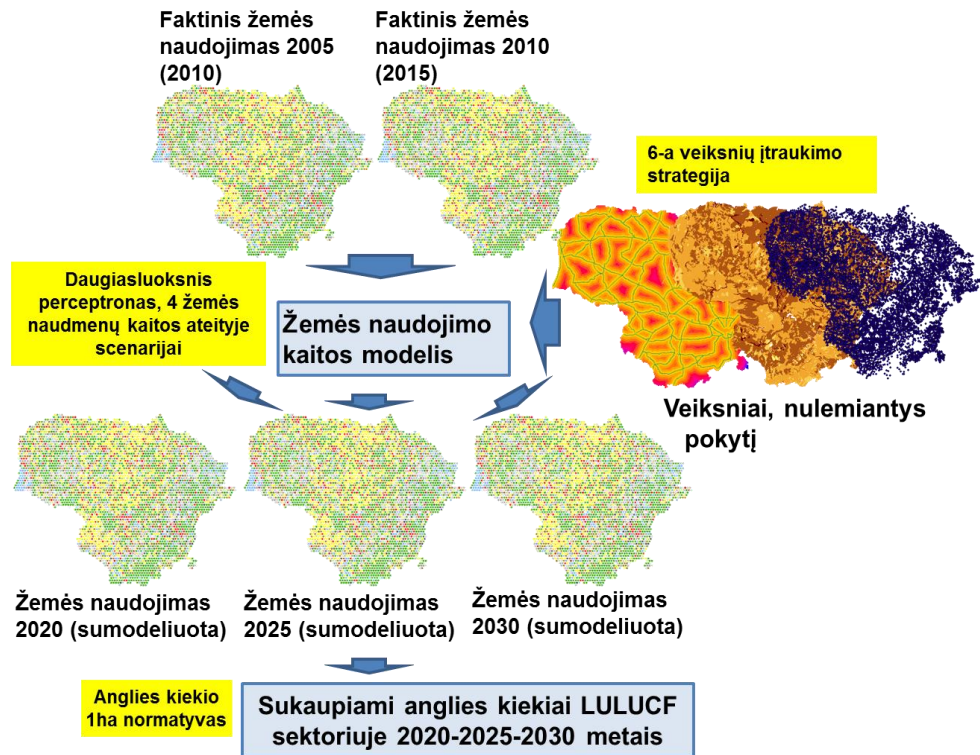 Faktinis žemės
naudojimas 2005
(2010)
Faktinis žemės
naudojimas 2010
(2015)
6-a veiksnių įtraukimo
strategija
Daugiasluoksnis
perceptronas, 4 žemės
naudmenų kaitos ateityje
scenarijai
Žemės naudojimo
kaitos modelis
Veiksniai, nulemiantys
pokytį
Žemės naudojimas
2020 (sumodeliuota)
Žemės naudojimas
2025 (sumodeliuota)
Žemės naudojimas
2030 (sumodeliuota)
Anglies kiekio
1ha normatyvas
Sukaupiami anglies kiekiai LULUCF
sektoriuje 2020-2025-2030 metais